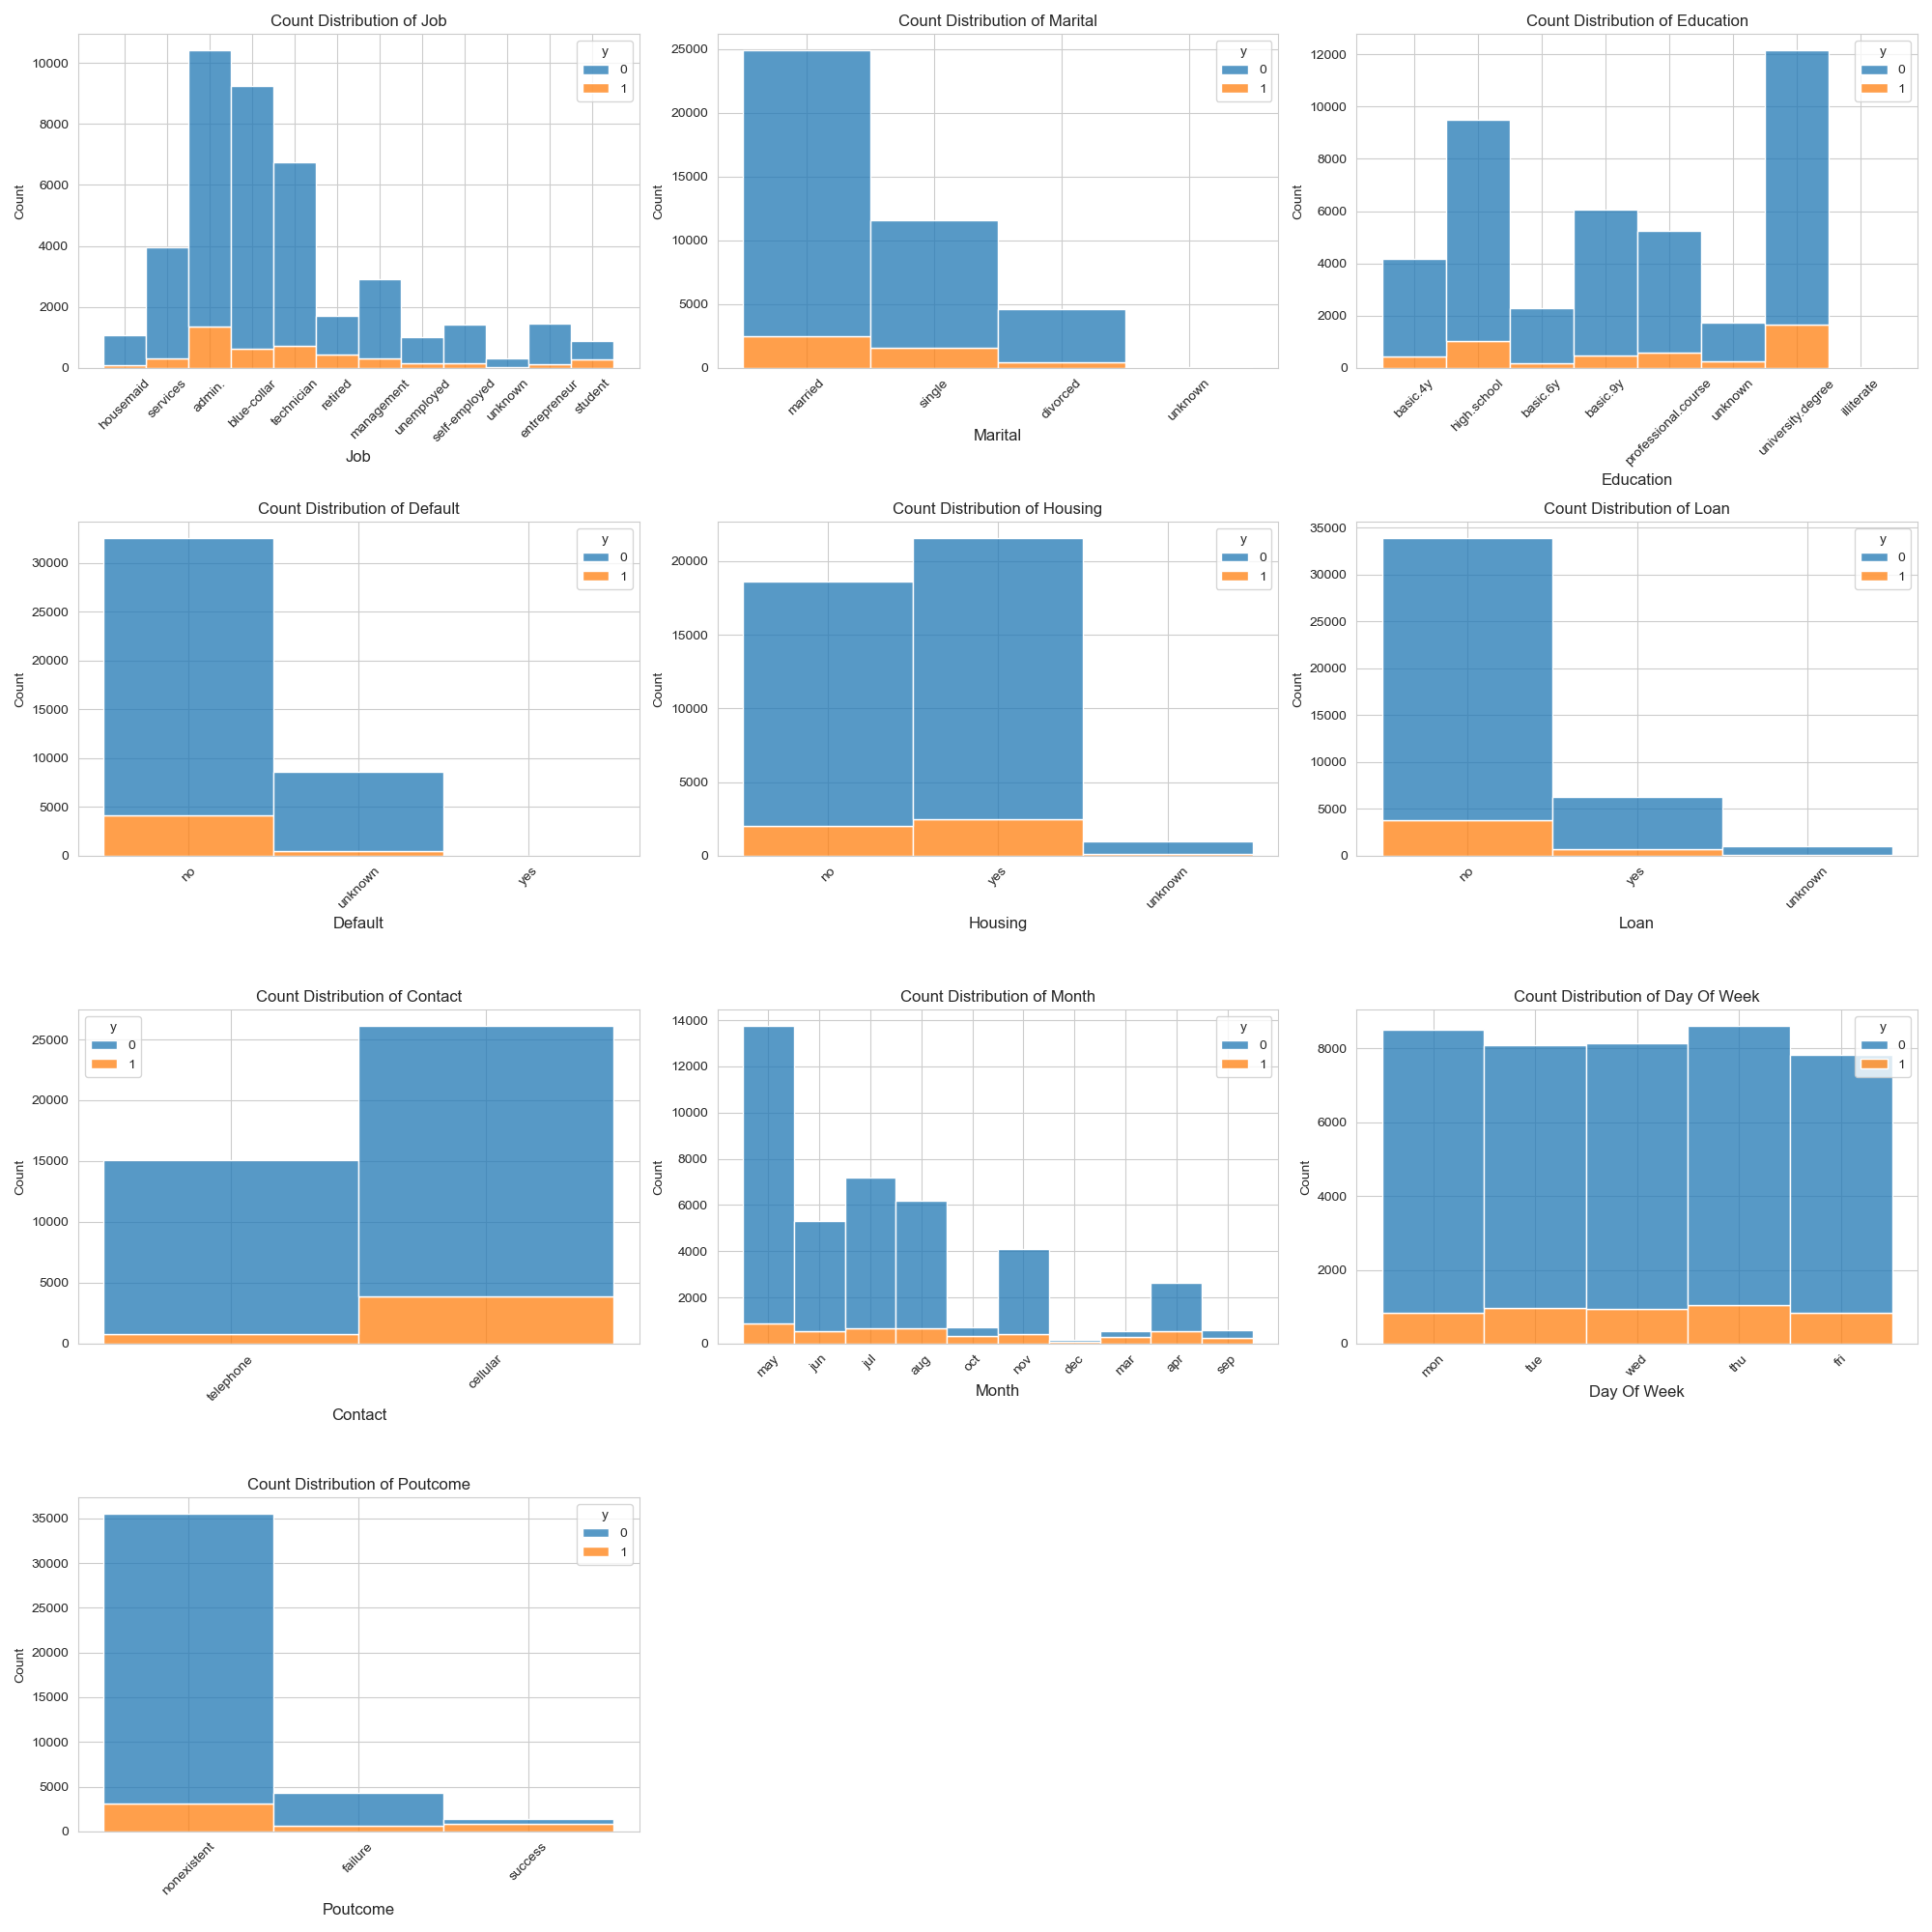 Count Distribution of Job
Count
10000
8000
6000
4000
2000
0
y
0
1
housemaid
services
admin.
blue-collar
technician
retired
management
unemployed
self-employed
unknown
entrepreneur
student
Job
Count Distribution of Marital
Count
25000
20000
15000
10000
5000
0
y
0
1
married
single
divorced
unknown
Marital
Count Distribution of Education
Count
12000
10000
8000
6000
4000
2000
0
y
0
1
basic.4y
high.school
basic.6y
basic.9y
professional.course
unknown
university.degree
illiterate
Education
Count Distribution of Default
Count
30000
25000
20000
15000
10000
5000
0
y
0
1
no
unknown
yes
Default
Count Distribution of Housing
Count
20000
15000
10000
5000
0
y
0
1
no
yes
unknown
Housing
Count Distribution of Loan
Count
35000
30000
25000
20000
15000
10000
5000
0
y
0
1
no
yes
unknown
Loan
Count Distribution of Contact
Count
25000
20000
15000
10000
5000
0
y
0
1
telephone
cellular
Contact
Count Distribution of Month
Count
14000
12000
10000
8000
6000
4000
2000
0
y
0
1
may
jun
jul
aug
oct
nov
dec
mar
apr
sep
Month
Count Distribution of Day Of Week
Count
8000
6000
4000
2000
0
y
0
1
mon
tue
wed
thu
fri
Day Of Week
Count Distribution of Poutcome
Count
35000
30000
25000
20000
15000
10000
5000
0
y
0
1
nonexistent
failure
success
Poutcome